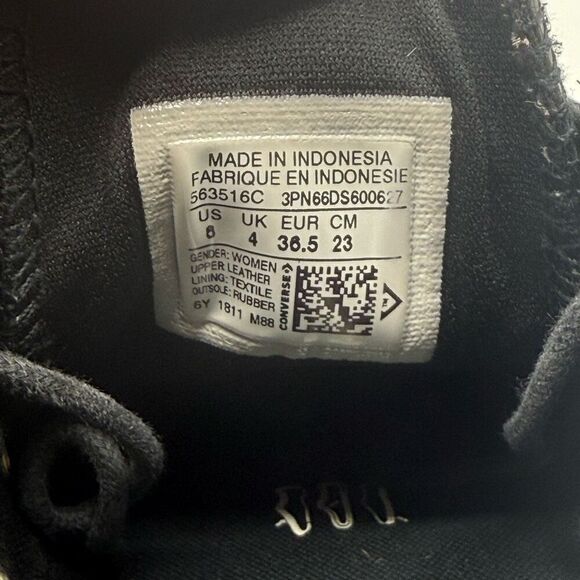 MADE IN INDONESIA
FABRIQUE EN INDONESIE
563516C 3PN66DS600627
US UK EUR CM
6 4 36.5 23
GENDER: WOMEN
UPPER LEATHER
LINING: TEXTILE
OUTSOLE: RUBBER
6Y 1811 M88
CONVERSE